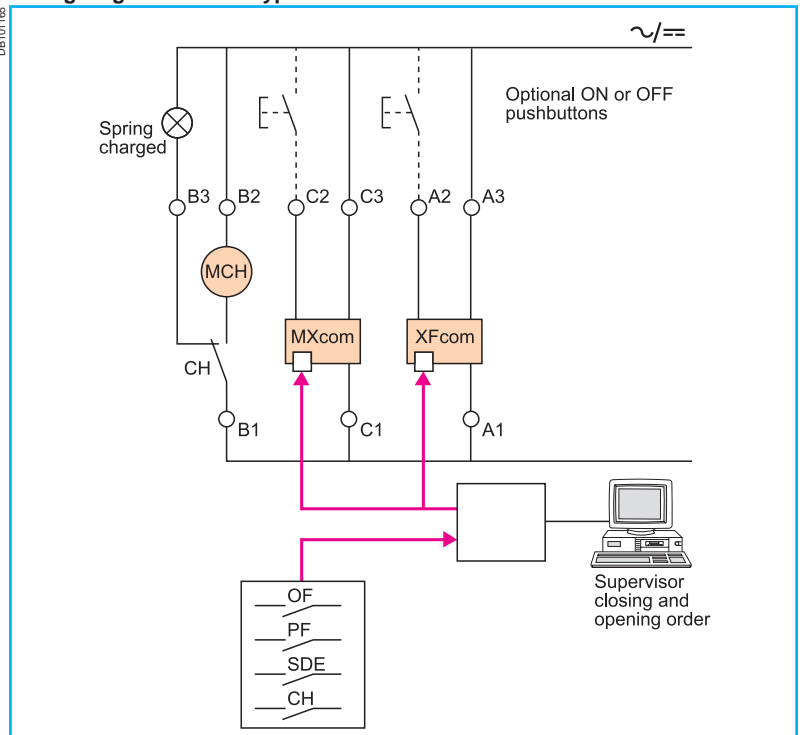 DB101168
∼/==
Optional ON or OFF
pushbuttons
Spring
charged
B3
B2
C2
C3
A2
A3
MCH
MXcom
XFcom
CH
B1
C1
A1
OF
PF
SDE
CH
Supervisor
closing and
opening order